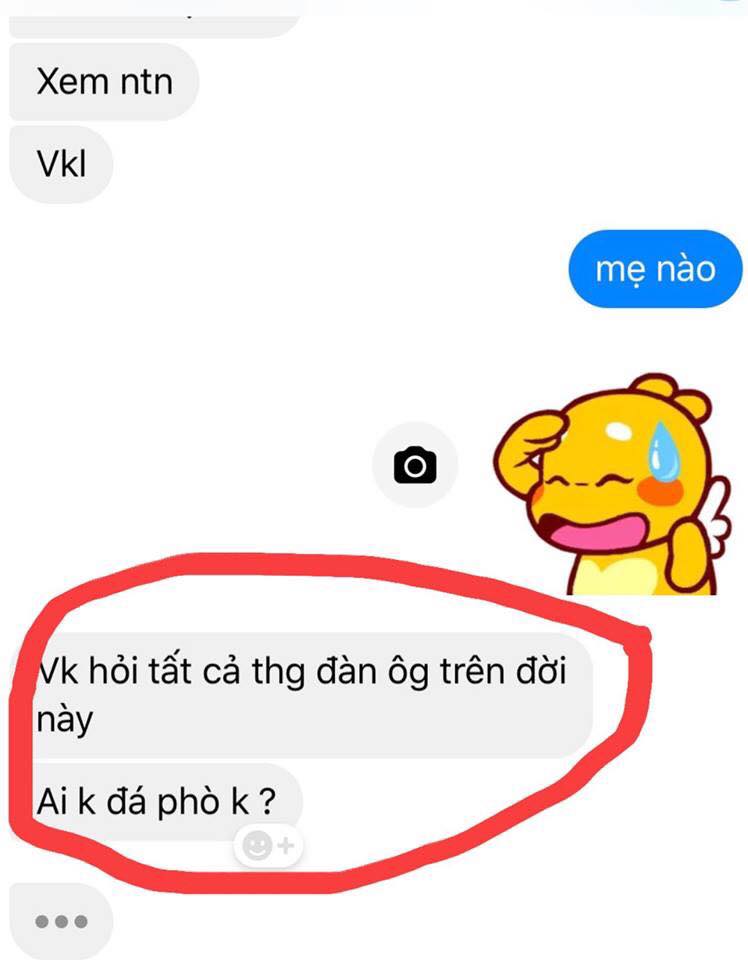 Xem ntn
Vkl
mẹ nào
Vk hỏi tất cả thg đàn ôg trên đời
này
Ai k đá phò k ?